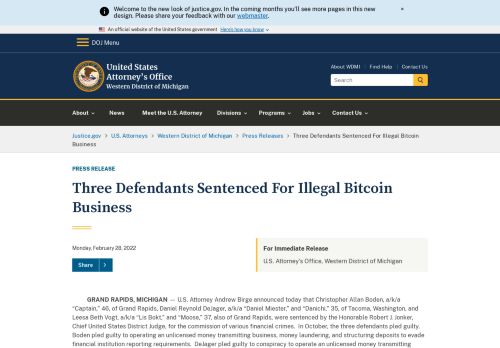 Welcome to the new look of justice.gov. In the coming months you'll see more pages in this new
design. Please share your feedback with our webmaster.
×
An official website of the United States government Here's how you know
DOJ Menu
United States
Attorney's Office
Western District of Michigan
About WDMI | Find Help | Contact Us
Search
About
News
Meet the U.S. Attorney
Divisions
Programs
Jobs
Contact Us
Justice.gov > U.S. Attorneys > Western District of Michigan > Press Releases > Three Defendants Sentenced For Illegal Bitcoin
Business
PRESS RELEASE
Three Defendants Sentenced For Illegal Bitcoin
Business
Monday, February 28, 2022
Share >
For Immediate Release
U.S. Attorney's Office, Western District of Michigan
GRAND RAPIDS, MICHIGAN — U.S. Attorney Andrew Birge announced today that Christopher Allan Boden, a/k/a
"Captain," 46, of Grand Rapids, Daniel Reynold DeJager, a/k/a "Daniel Miester," and "Danichi," 35, of Tacoma, Washington, and
Leesa Beth Vogt, a/k/a "Lis Bokt," and "Moose," 37, also of Grand Rapids, were sentenced by the Honorable Robert J. Jonker,
Chief United States District Judge, for the commission of various financial crimes. In October, the three defendants pled guilty.
Boden pled guilty to operating an unlicensed money transmitting business, money laundering, and structuring deposits to evade
financial institution reporting requirements. DeJager pled guilty to conspiracy to operate an unlicensed money transmitting